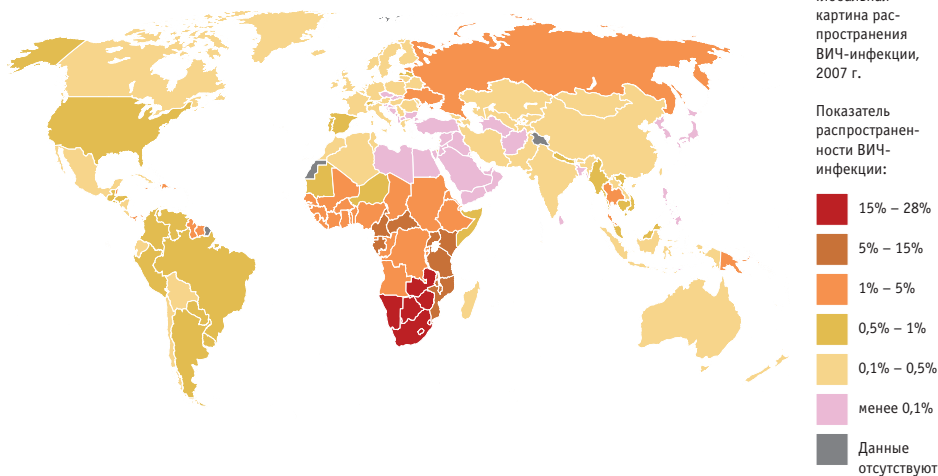 картина рас-
пространения
ВИЧ-инфекции,
2007 г.
Показатель
распространен-
ности ВИЧ-
инфекции:
15% – 28%
5% – 15%
1% – 5%
0,5% – 1%
0,1% – 0,5%
менее 0,1%
Данные
отсутствуют